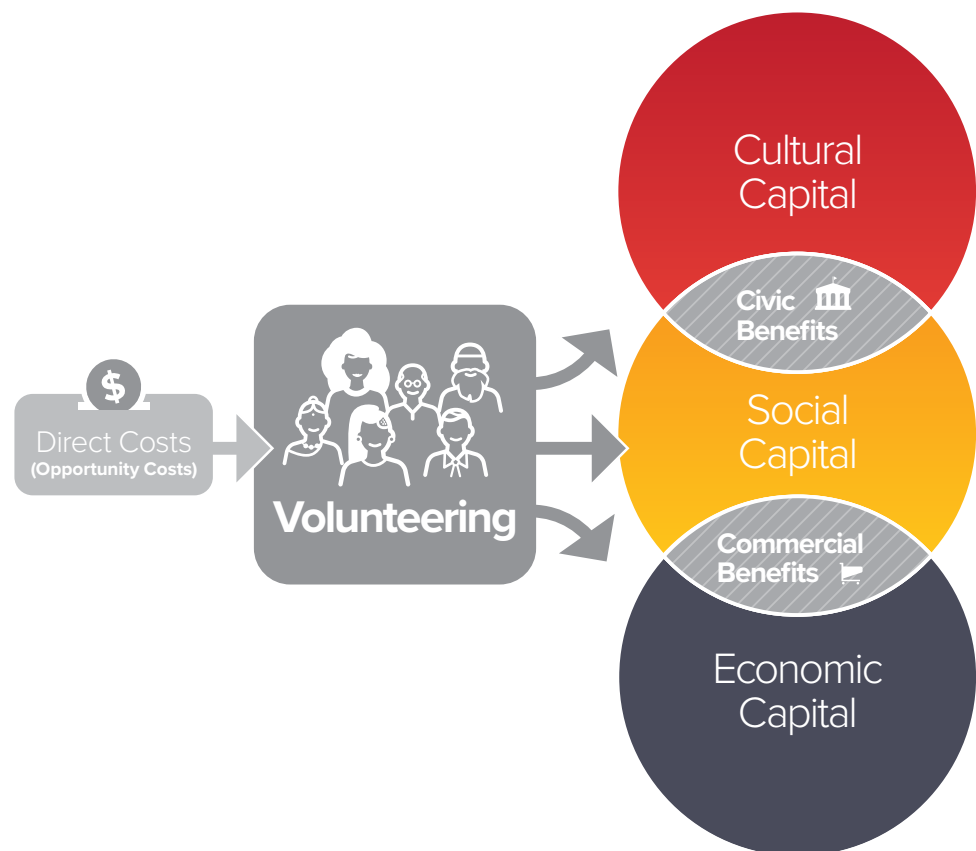 $
Direct Costs
(Opportunity Costs)
Volunteering
Cultural
Capital
Civic
Benefits
Social
Capital
Commercial
Benefits
Economic
Capital